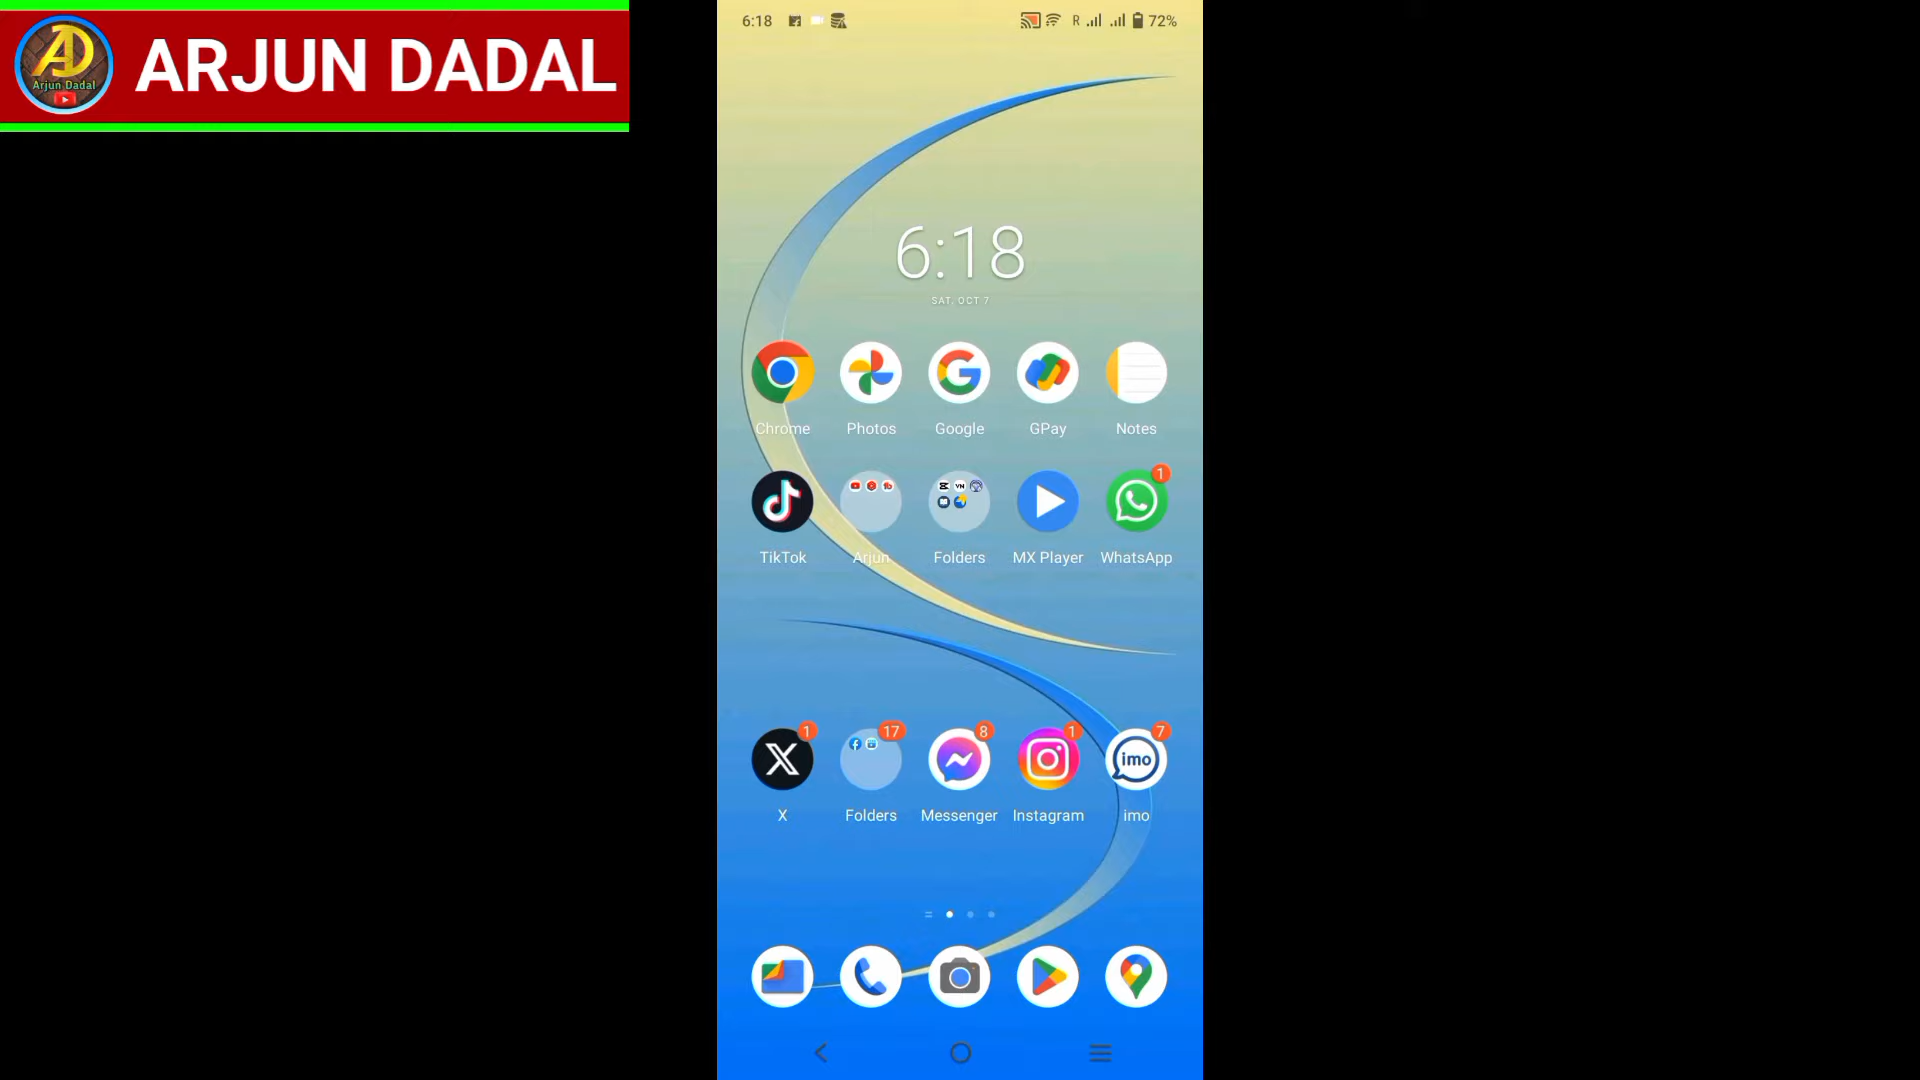 Arjun Dadal
ARJUN DADAL
6:18
R
72%
6:18
SAT, OCT 7
Chrome
Photos
Google
GPay
Notes
1
TikTok
Arjun
Folders
MX Player
WhatsApp
1
17
8
1
7
imo
X
Folders
Messenger
Instagram
imo